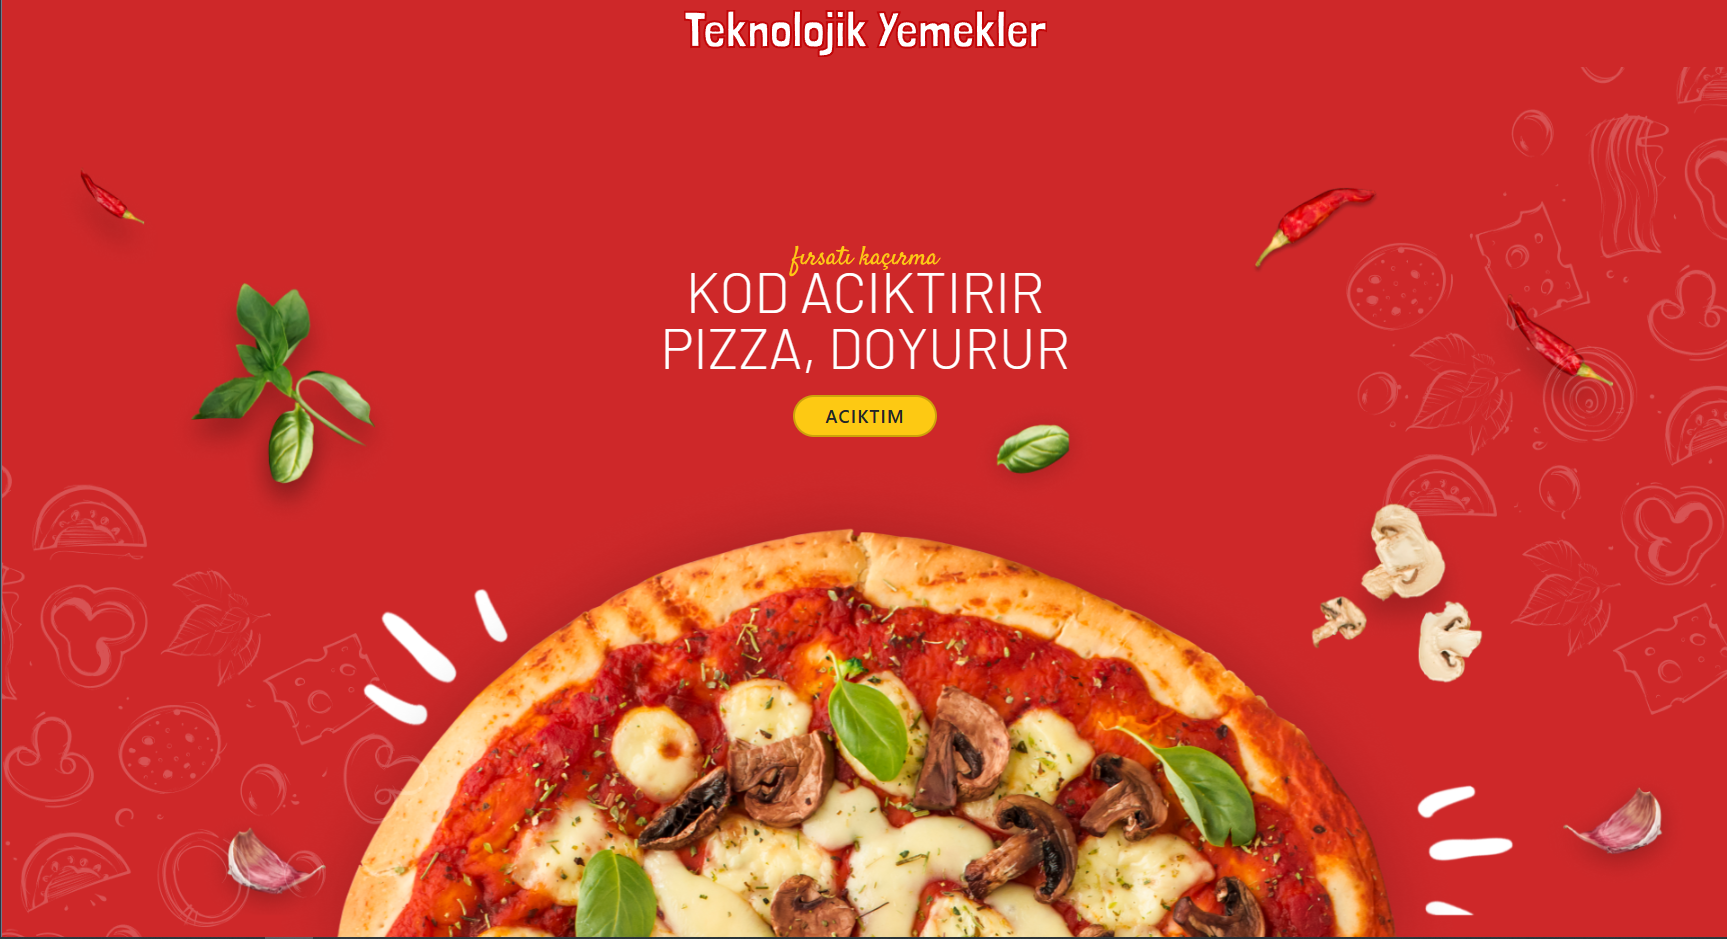 Teknolojik Yemekler
fırsatı kaçırma
KOD ACIKTIRIR
PIZZA, DOYURUR
ACIKTIM